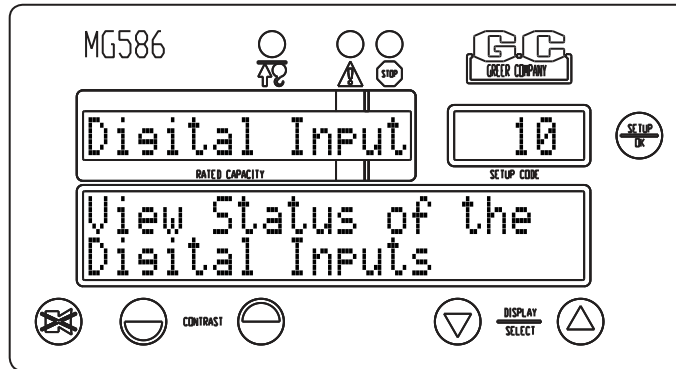 MG586
G.C.
GREER COMPANY
STOP
Digital Input
RATED CAPACITY
10
SETUP CODE
SETUP
OK
View Status of the
Digital Inputs
CONTRAST
DISPLAY
SELECT